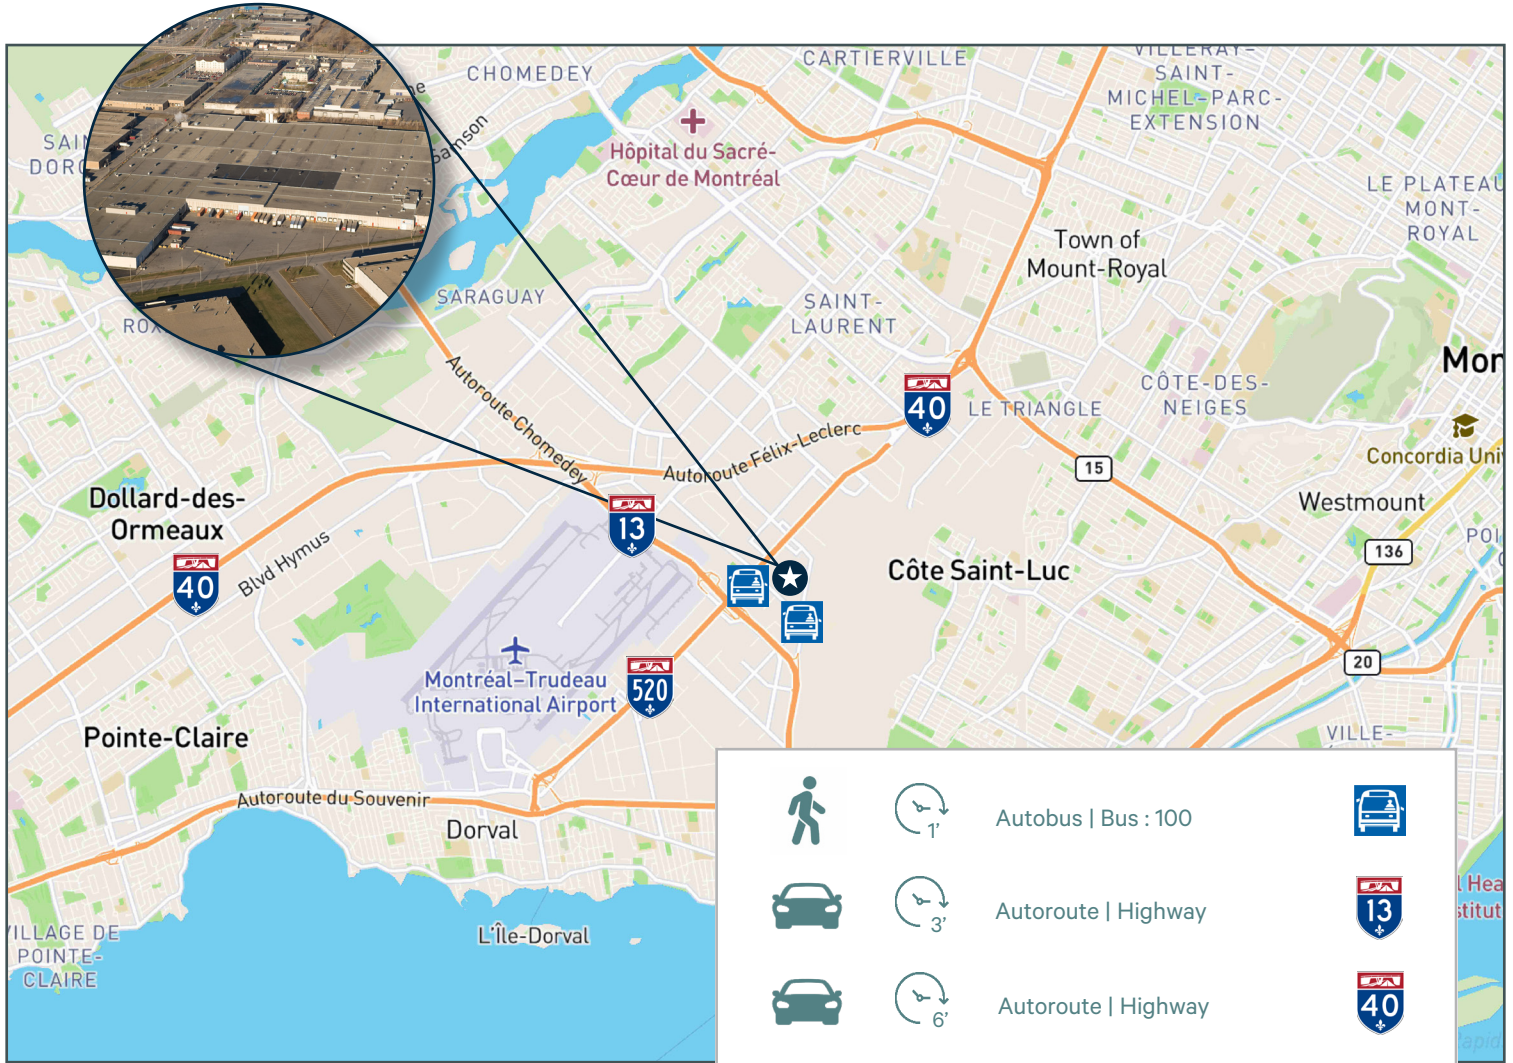 CHOMEDEY
CARTIERVILLE
VILLERAY-
SAINT-
MICHEL-PARC-
EXTENSION
Samson
Hôpital du Sacré-
Cœur de Montréal
LE PLATEAU
MONT-
ROYAL
Town of
Mount-Royal
SARAGUAY
SAINT-
LAURENT
Autoroute Chomedey
Autoroute Félix-Leclerc
40
LE TRIANGLE
CÔTE-DES-
NEIGES
15
Concordia Uni
Westmount
136
Dollard-des-
Ormeaux
40
Blvd Hymus
13
Côte Saint-Luc
Montréal-Trudeau
International Airport
520
20
VILLE-
Pointe-Claire
Autoroute du Souvenir
Dorval
L'Île-Dorval
VILLAGE DE
POINTE-
CLAIRE
1' Autobus | Bus : 100
3' Autoroute | Highway 13
6' Autoroute | Highway 40